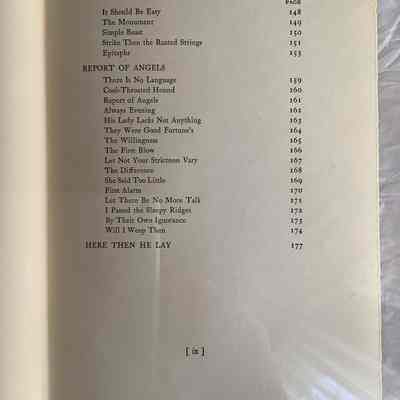 PAGE
It Should Be Easy 148
The Monument 149
Simple Beast 150
Strike Then the Rusted Strings 151
Epitaphs 153
REPORT OF ANGELS
There Is No Language 159
Cool-Throated Hound 160
Report of Angels 161
Always Evening 162
His Lady Lacks Not Anything 163
They Were Good Fortune's 164
The Willingness 165
The First Blow 166
Let Not Your Strictness Vary 167
The Difference 168
She Said Too Little 169
First Alarm 170
Let There Be No More Talk 171
I Passed the Sleepy Ridges 172
By Their Own Ignorance 173
Will I Weep Then 174
HERE THEN HE LAY 177
[ ix ]